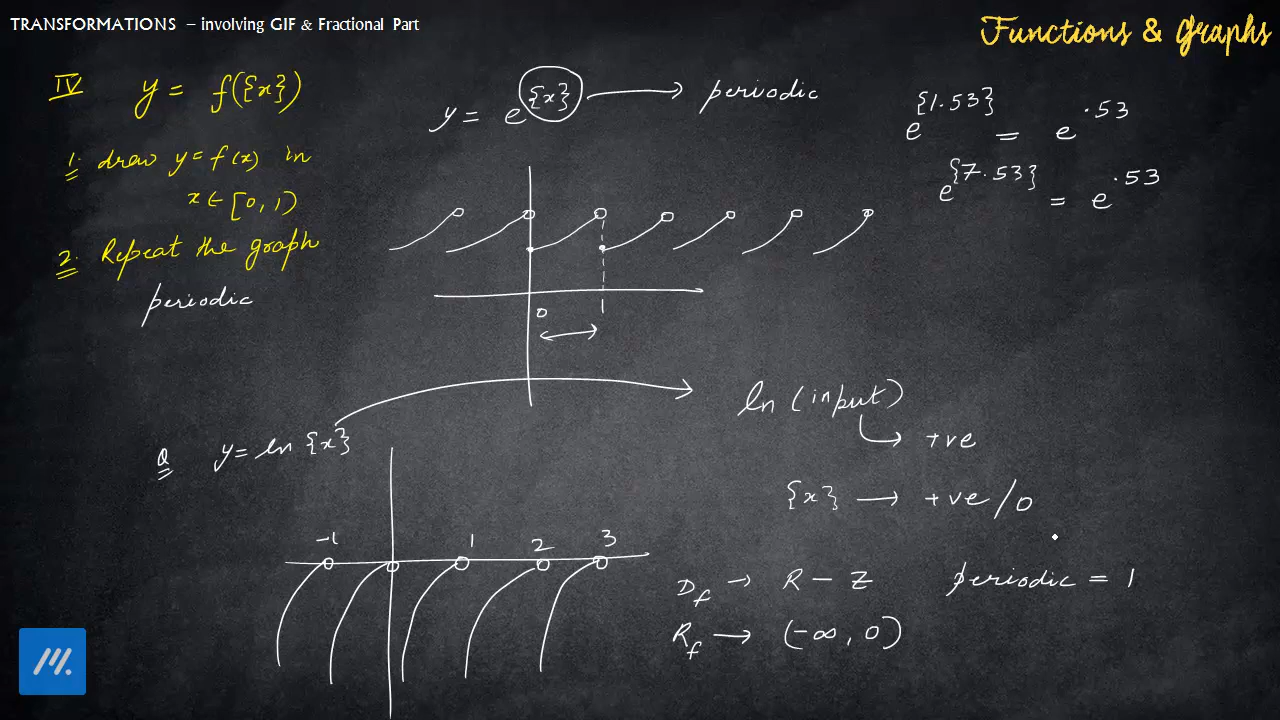 TRANSFORMATIONS – involving GIF & Fractional Part
Functions & Graphs
IV y = f({x})
1. draw y = f(x) in
x ∈ [0, 1)
2. Repeat the graph
periodic
y = e^{x} → periodic
e^{1.53} = e^.53
e^{7.53} = e^.53
0 1
Q y = ln {x}
ln (input)
+ve
{x} → +ve/0
-1 1 2 3
D_f → R – Z periodic = 1
R_f → (-∞, 0)